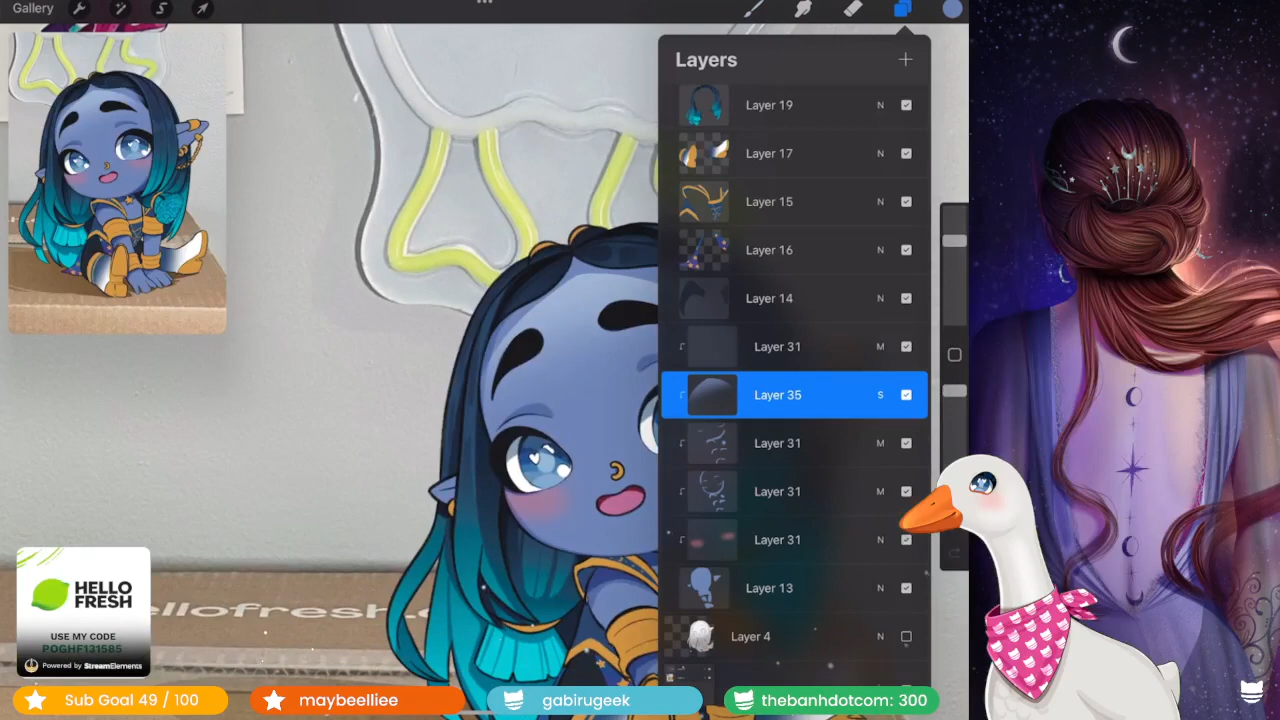 Gallery
Layers
Layer 19 N
Layer 17 N
Layer 15 N
Layer 16 N
Layer 14 N
Layer 31 M
Layer 35 S
Layer 31 M
Layer 31 M
Layer 31 N
Layer 13 N
Layer 4 N
HELLO
FRESH
USE MY CODE
POGHF131585
Powered by StreamElements
ellofresh.c
Sub Goal 49 / 100
maybeelliee
gabirugeek
thebanhdotcom: 300